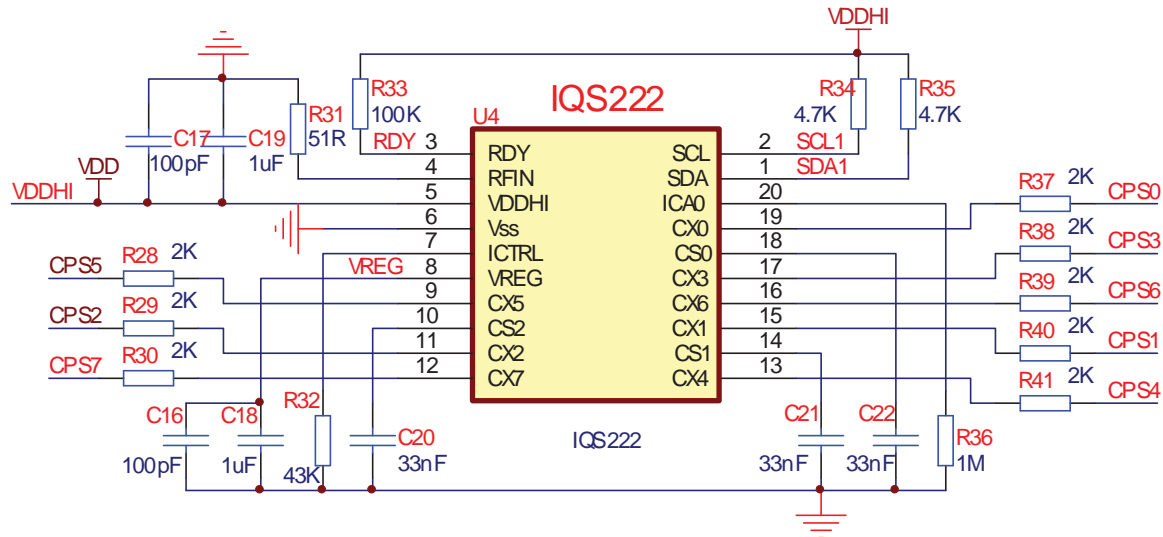 VDDHI
IQS222
U4
R33
100K
R34
4.7K
R35
4.7K
R31
51R
C17
100pF
C19
1uF
VDD
VDDHI
RDY 3 RDY
4 RFIN
5 VDDHI
6 Vss
7 ICTRL
VREG 8 VREG
9 CX5
10 CS2
11 CX2
12 CX7
SCL 2 SCL1
SDA 1 SDA1
ICA0 20
CX0 19
CS0 18
CX3 17
CX6 16
CX1 15
CS1 14
CX4 13
CPS5 R28 2K
CPS2 R29 2K
CPS7 R30 2K
R37 2K CPS0
R38 2K CPS3
R39 2K CPS6
R40 2K CPS1
R41 2K CPS4
C16
100pF
C18
1uF
R32
43K
C20
33nF
IQS222
C21
33nF
C22
33nF
R36
1M